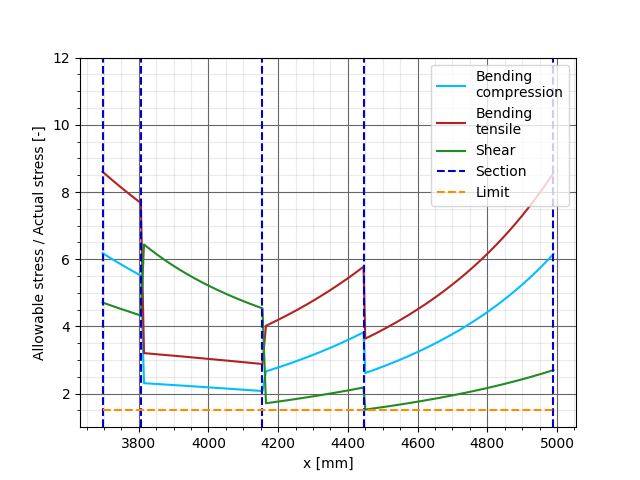 12
10
8
6
4
2
Allowable stress / Actual stress [-]
Bending
compression
Bending
tensile
Shear
Section
Limit
3800 4000 4200 4400 4600 4800 5000
x [mm]